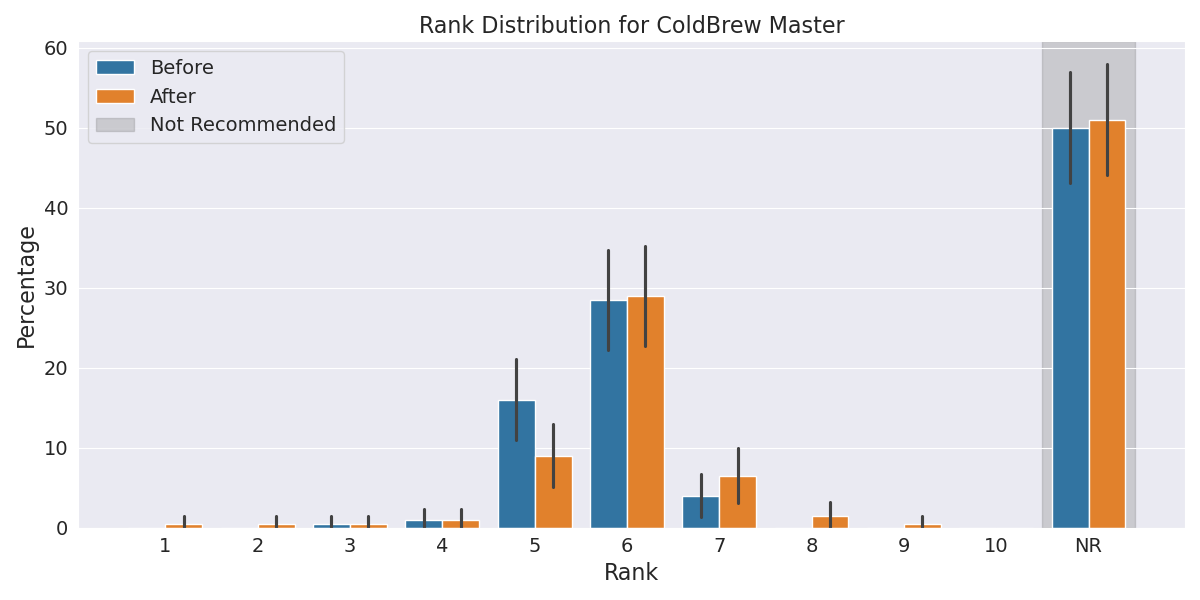 Rank Distribution for ColdBrew Master
Before
After
Not Recommended
Percentage
60
50
40
30
20
10
0
1 2 3 4 5 6 7 8 9 10 NR
Rank